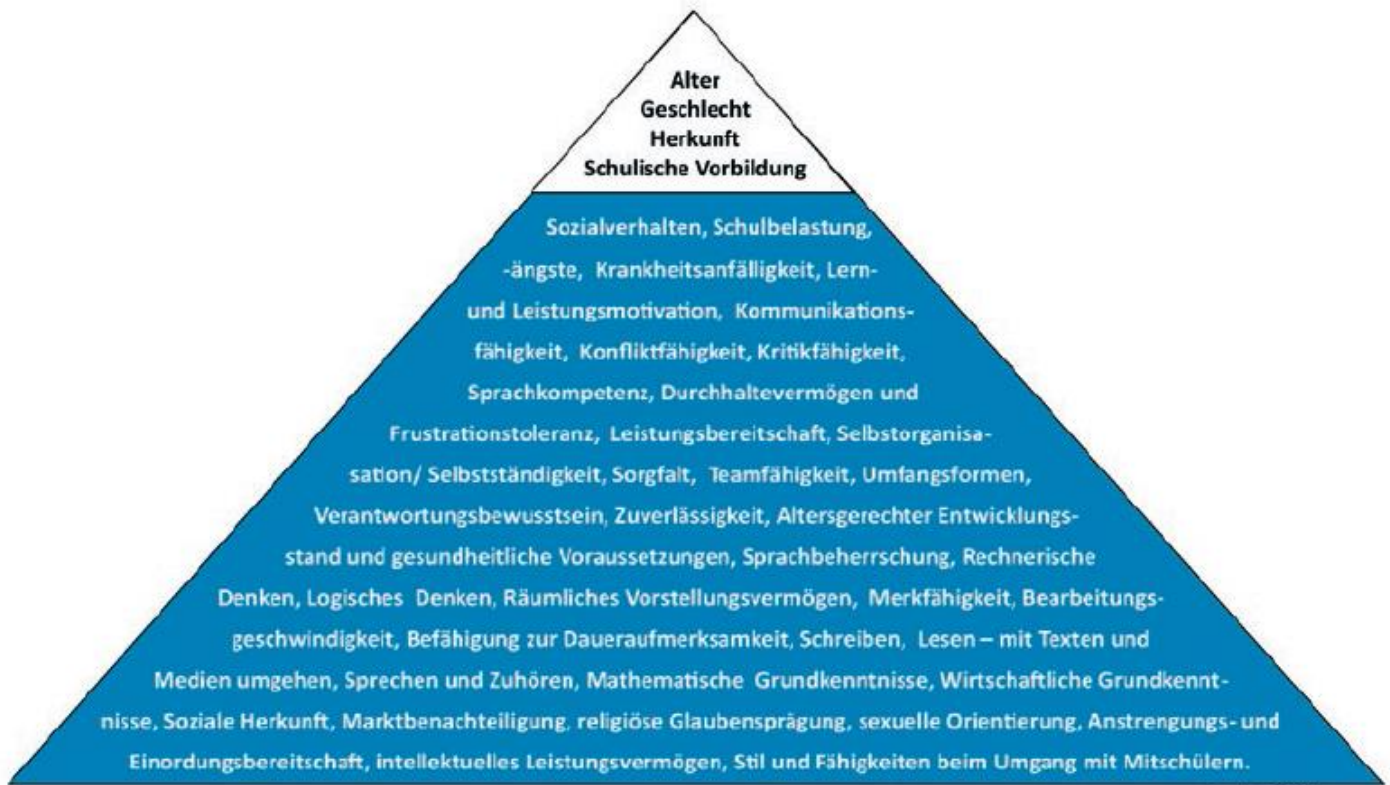 Alter
Geschlecht
Herkunft
Schulische Vorbildung
Sozialverhalten, Schulbelastung,
-ängste, Krankheitsanfälligkeit, Lern-
und Leistungsmotivation, Kommunikations-
fähigkeit, Konfliktfähigkeit, Kritikfähigkeit,
Sprachkompetenz, Durchhaltevermögen und
Frustrationstoleranz, Leistungsbereitschaft, Selbstorganisa-
sation/ Selbstständigkeit, Sorgfalt, Teamfähigkeit, Umfangsformen,
Verantwortungsbewusstsein, Zuverlässigkeit, Altersgerechter Entwicklungs-
stand und gesundheitliche Voraussetzungen, Sprachbeherrschung, Rechnerische
Denken, Logisches Denken, Räumliches Vorstellungsvermögen, Merkfähigkeit, Bearbeitungs-
geschwindigkeit, Befähigung zur Daueraufmerksamkeit, Schreiben, Lesen – mit Texten und
Medien umgehen, Sprechen und Zuhören, Mathematische Grundkenntnisse, Wirtschaftliche Grundkennt-
nisse, Soziale Herkunft, Marktbenachteiligung, religiöse Glaubensprägung, sexuelle Orientierung, Anstrengungs- und
Einordungsbereitschaft, intellektuelles Leistungsvermögen, Stil und Fähigkeiten beim Umgang mit Mitschülern.